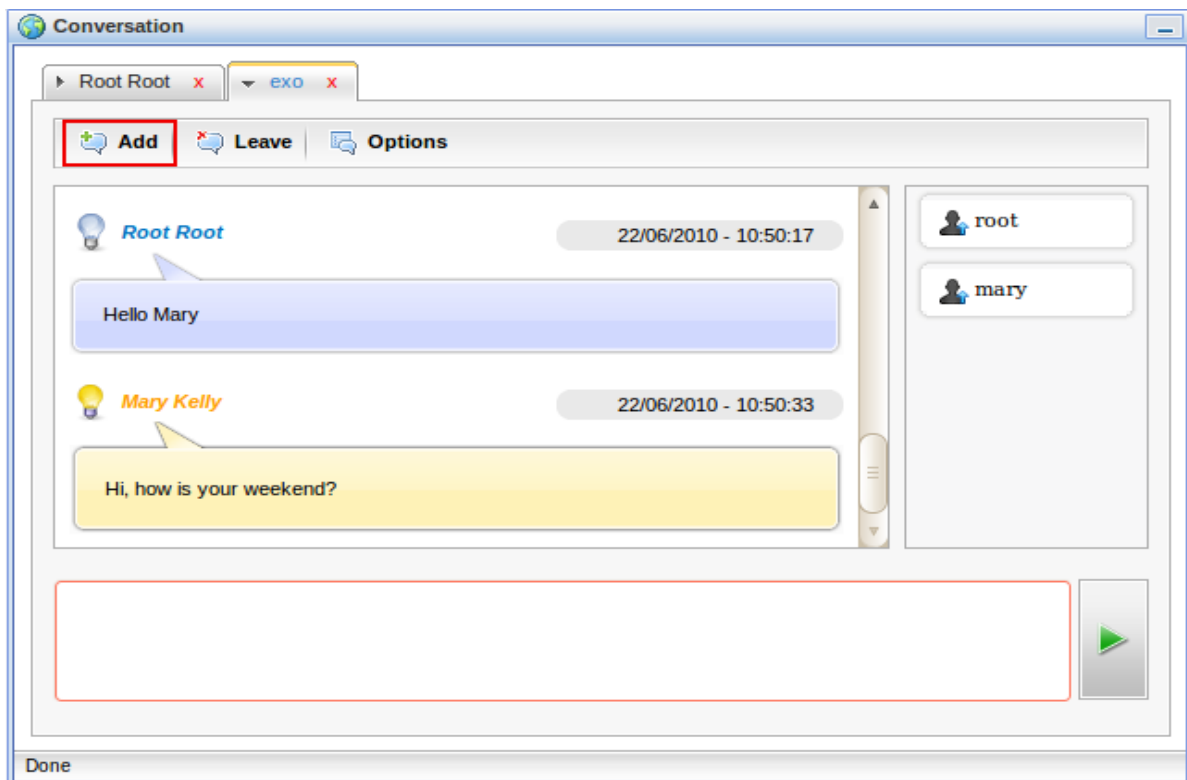 Conversation
Root Root x exo x
Add Leave Options
Root Root 22/06/2010 - 10:50:17
Hello Mary
Mary Kelly 22/06/2010 - 10:50:33
Hi, how is your weekend?
root
mary
Done